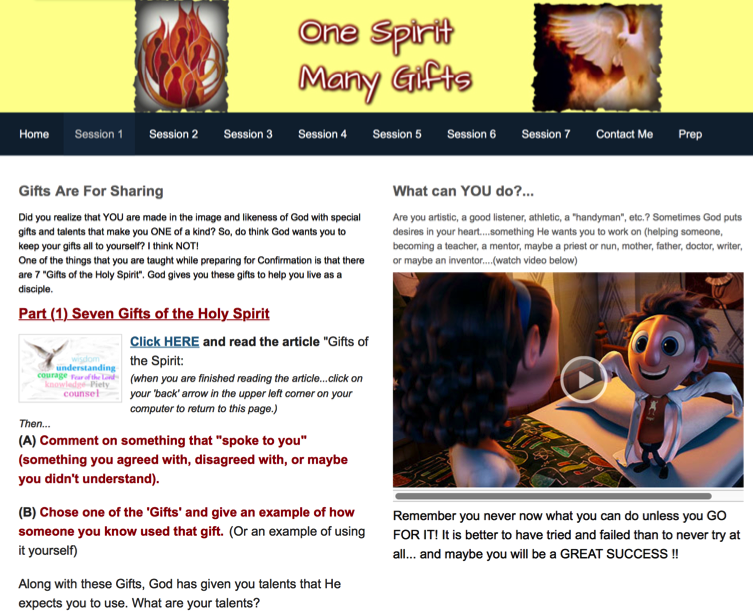 One Spirit
Many Gifts
Home Session 1 Session 2 Session 3 Session 4 Session 5 Session 6 Session 7 Contact Me Prep
Gifts Are For Sharing
Did you realize that YOU are made in the image and likeness of God with special
gifts and talents that make you ONE of a kind? So, do think God wants you to
keep your gifts all to yourself? I think NOT!
One of the things that you are taught while preparing for Confirmation is that there
are 7 "Gifts of the Holy Spirit". God gives you these gifts to help you live as a
disciple.
Part (1) Seven Gifts of the Holy Spirit
wisdom
understanding
courage Fear of the Lord
knowledge Piety
counsel
Click HERE and read the article "Gifts of
the Spirit:
(when you are finished reading the article...click on
your 'back' arrow in the upper left corner on your
computer to return to this page.)
Then...
(A) Comment on something that "spoke to you"
(something you agreed with, disagreed with, or maybe
you didn't understand).
(B) Chose one of the 'Gifts' and give an example of how
someone you know used that gift. (Or an example of using
it yourself)
Along with these Gifts, God has given you talents that He
expects you to use. What are your talents?
What can YOU do?...
Are you artistic, a good listener, athletic, a "handyman", etc.? Sometimes God puts
desires in your heart....something He wants you to work on (helping someone,
becoming a teacher, a mentor, maybe a priest or nun, mother, father, doctor, writer,
or maybe an inventor....(watch video below)
Remember you never now what you can do unless you GO
FOR IT! It is better to have tried and failed than to never try at
all... and maybe you will be a GREAT SUCCESS !!